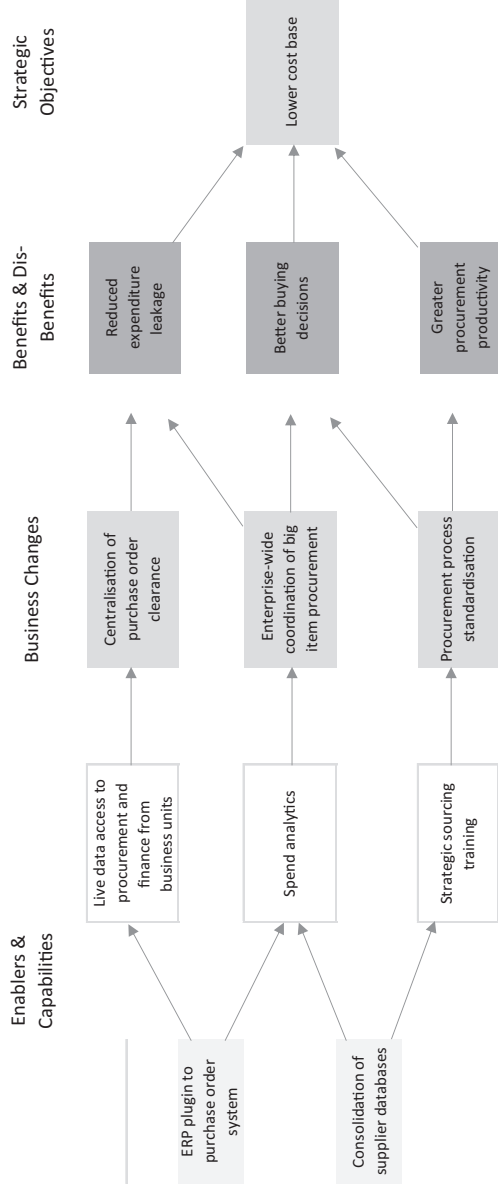 Enablers &
Capabilities
Business Changes
Benefits & Dis-
Benefits
Strategic
Objectives
ERP plugin to
purchase order
system
Consolidation of
supplier databases
Live data access to
procurement and
finance from
business units
Spend analytics
Strategic sourcing
training
Centralisation of
purchase order
clearance
Enterprise-wide
coordination of big
item procurement
Procurement process
standardisation
Reduced
expenditure
leakage
Better buying
decisions
Greater
procurement
productivity
Lower cost base